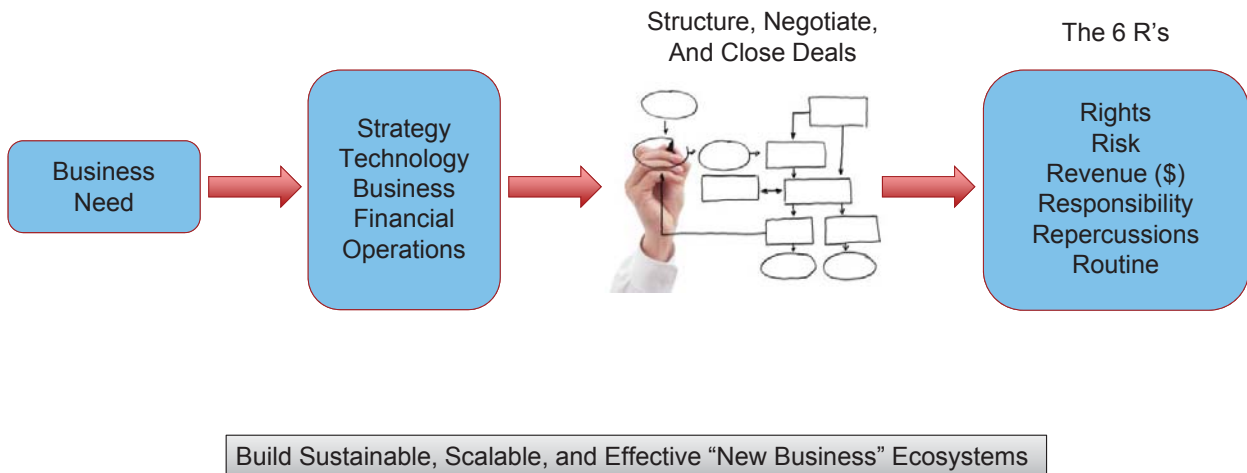 Structure, Negotiate,
And Close Deals
The 6 R's
Business
Need
Strategy
Technology
Business
Financial
Operations
Rights
Risk
Revenue ($)
Responsibility
Repercussions
Routine
Build Sustainable, Scalable, and Effective “New Business” Ecosystems